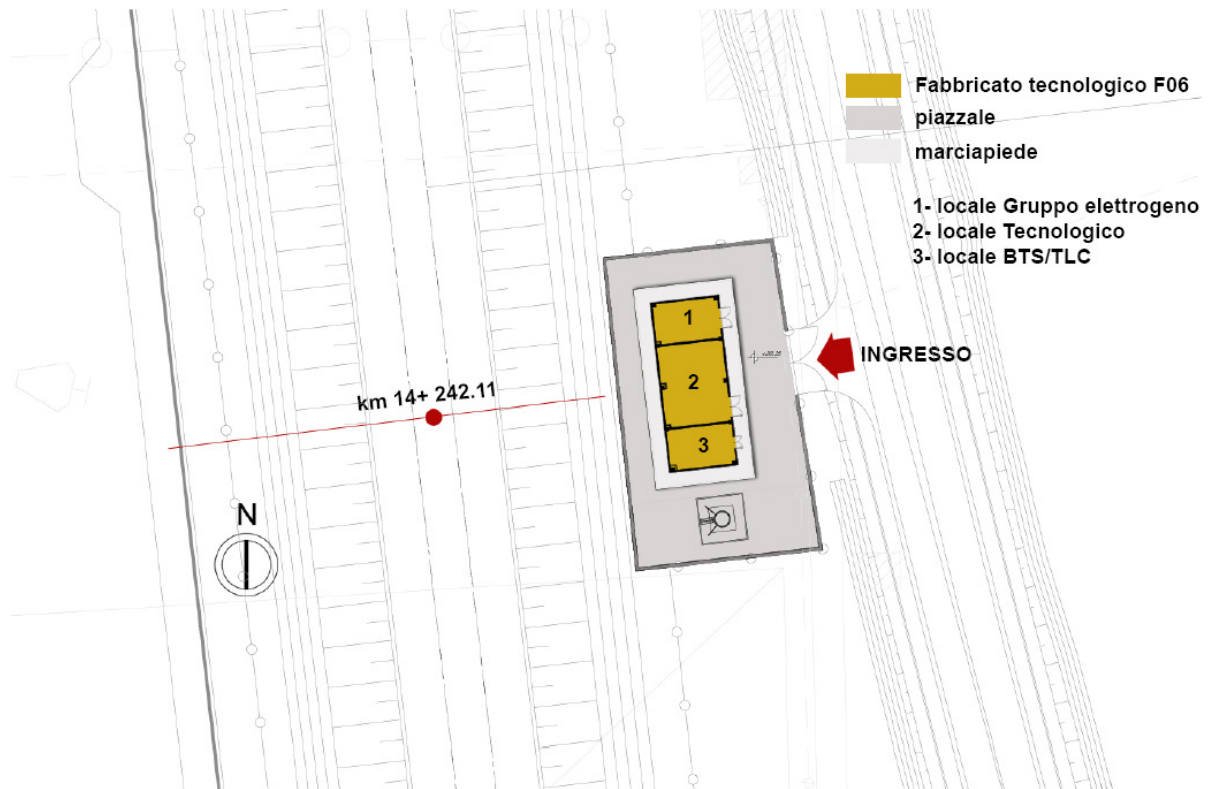 Fabbricato tecnologico F06
piazzale
marciapiede
1- locale Gruppo elettrogeno
2- locale Tecnologico
3- locale BTS/TLC
1
INGRESSO
2
km 14+ 242.11
3
N